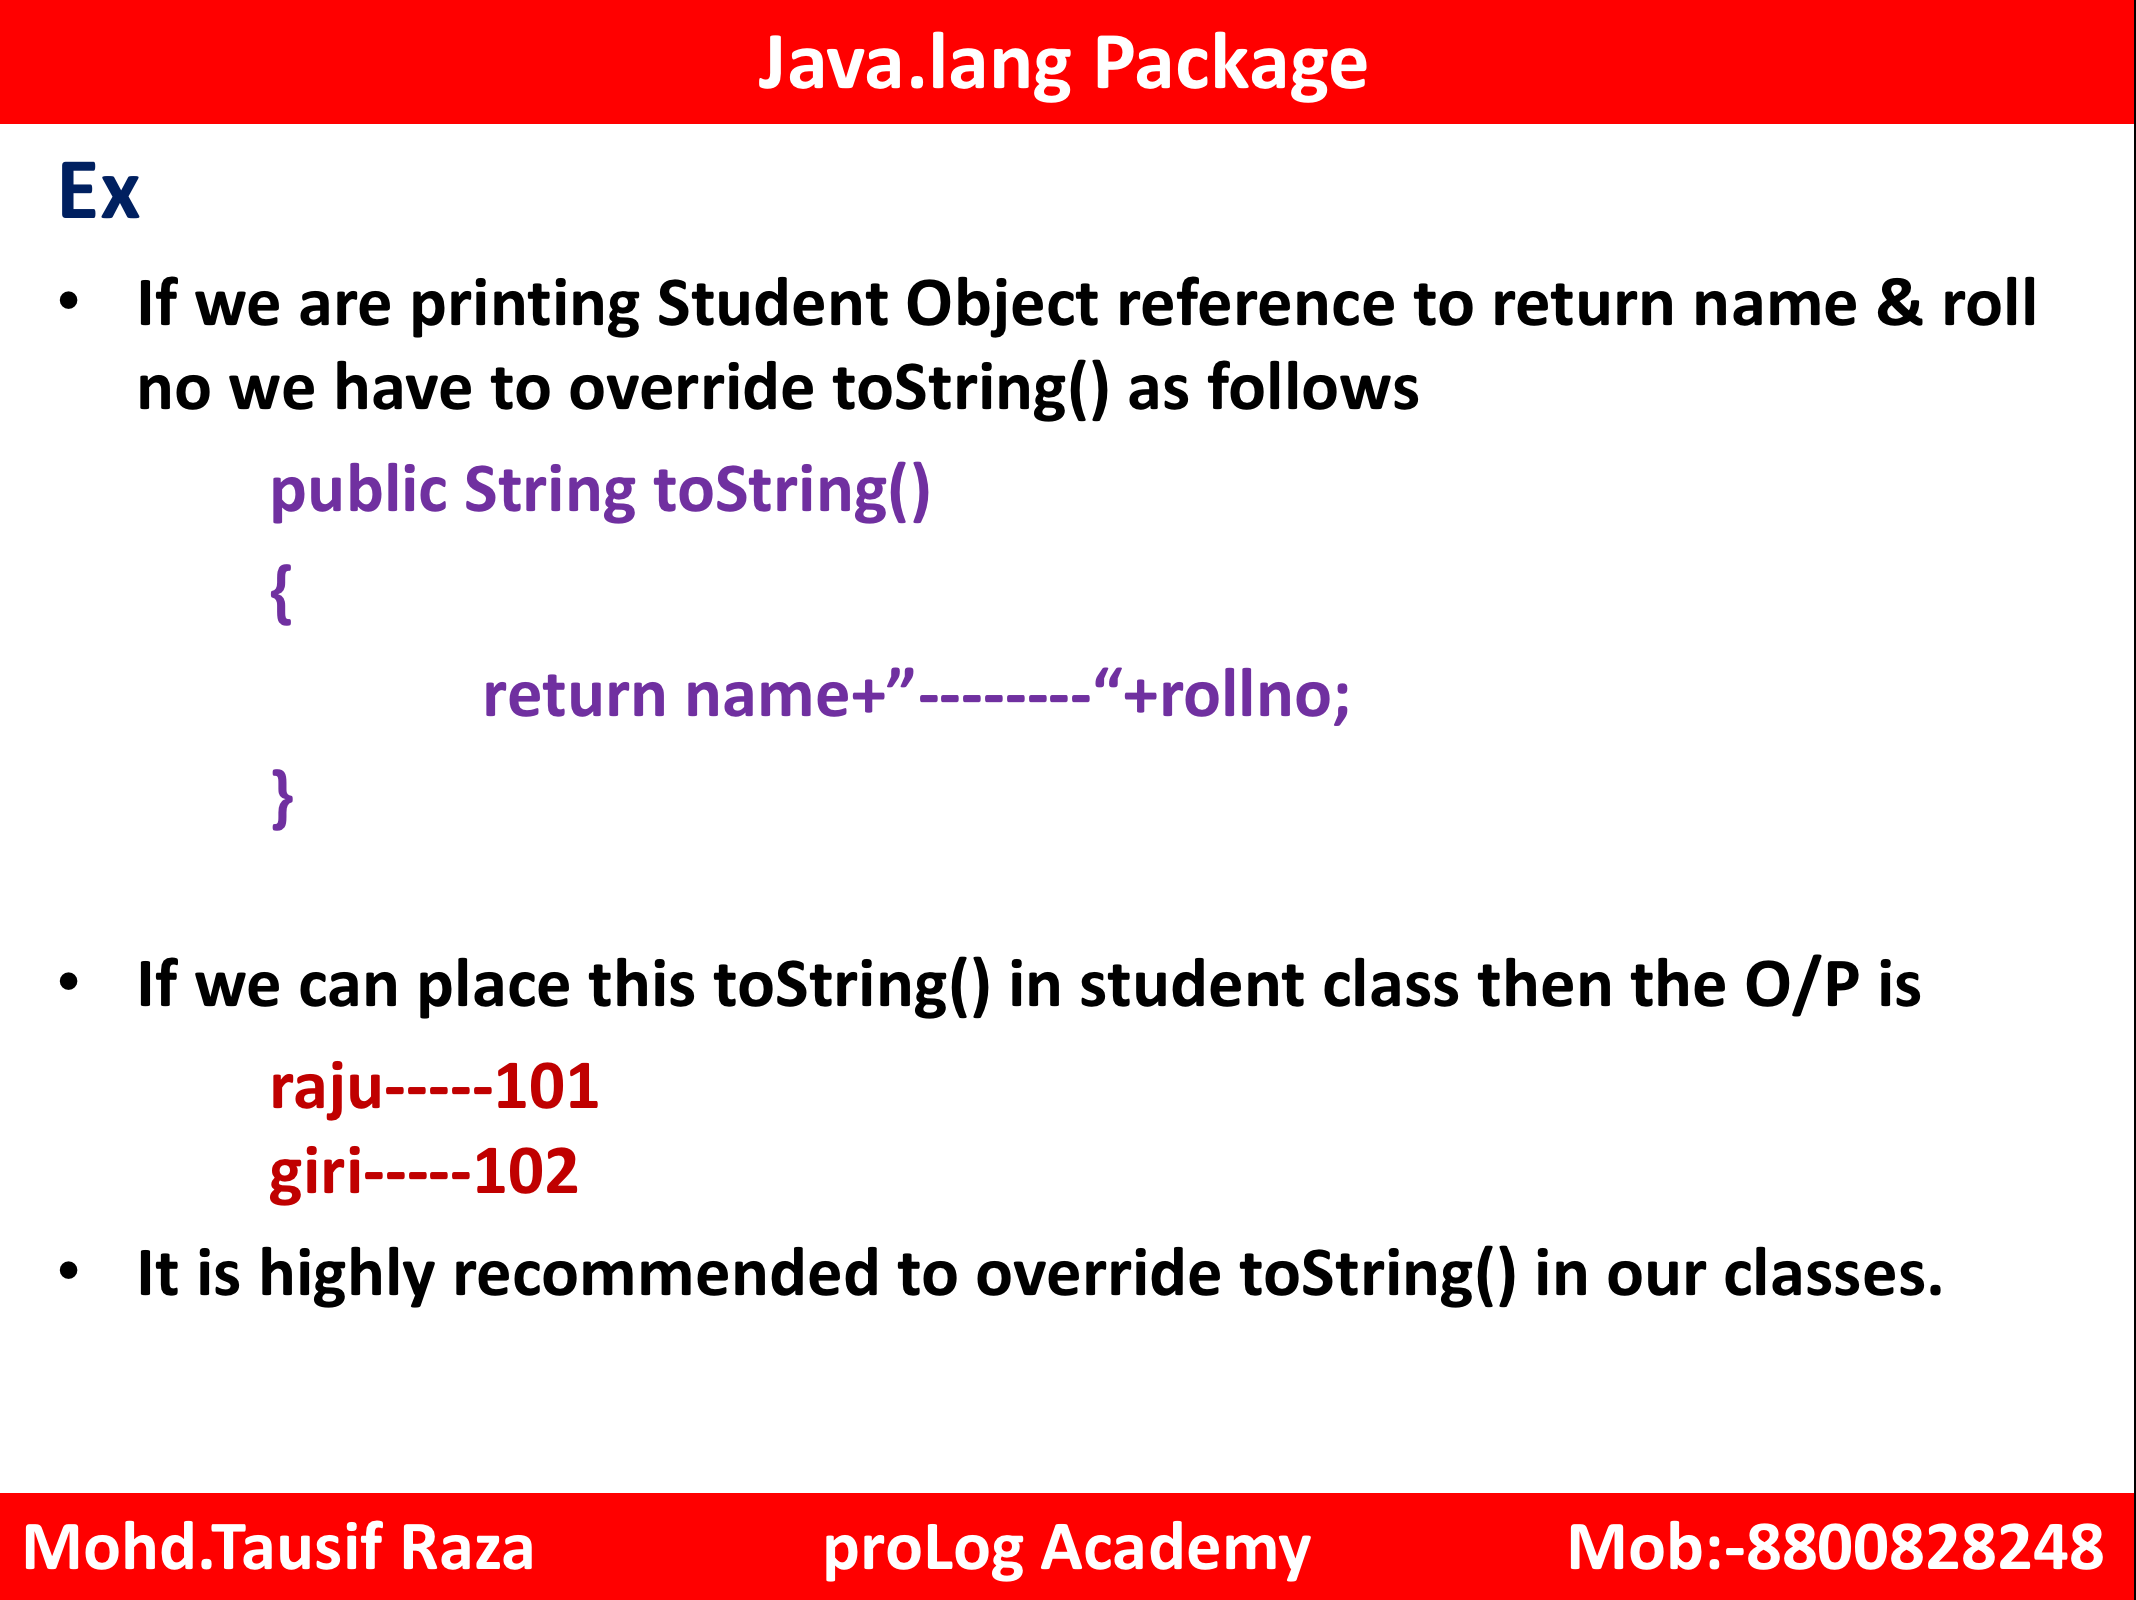 Java.lang Package
Ex
• If we are printing Student Object reference to return name & roll
no we have to override toString() as follows
public String toString()
{
return name+”--------“+rollno;
}
• If we can place this toString() in student class then the O/P is
raju-----101
giri-----102
• It is highly recommended to override toString() in our classes.
Mohd.Tausif Raza proLog Academy Mob:-8800828248